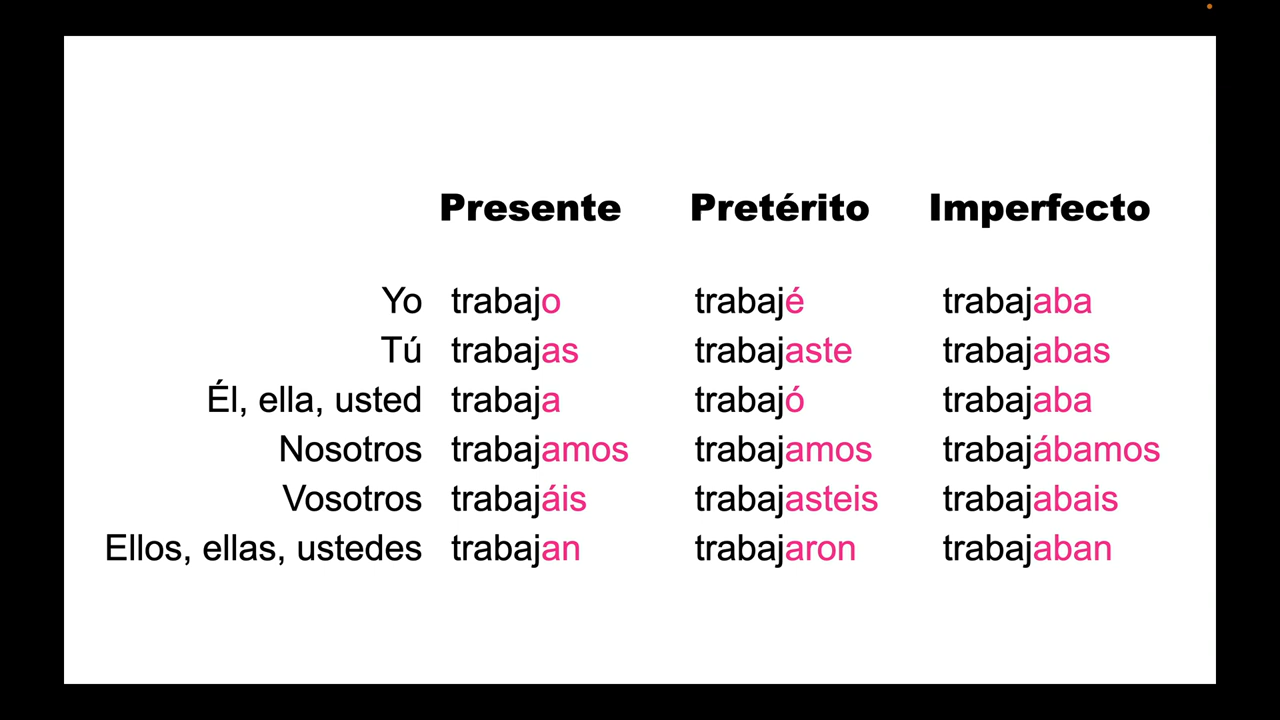 Presente Pretérito Imperfecto
Yo trabajo trabajé trabajaba
Tú trabajas trabajaste trabajabas
Él, ella, usted trabaja trabajó trabajaba
Nosotros trabajamos trabajamos trabajábamos
Vosotros trabajáis trabajasteis trabajabais
Ellos, ellas, ustedes trabajan trabajaron trabajaban